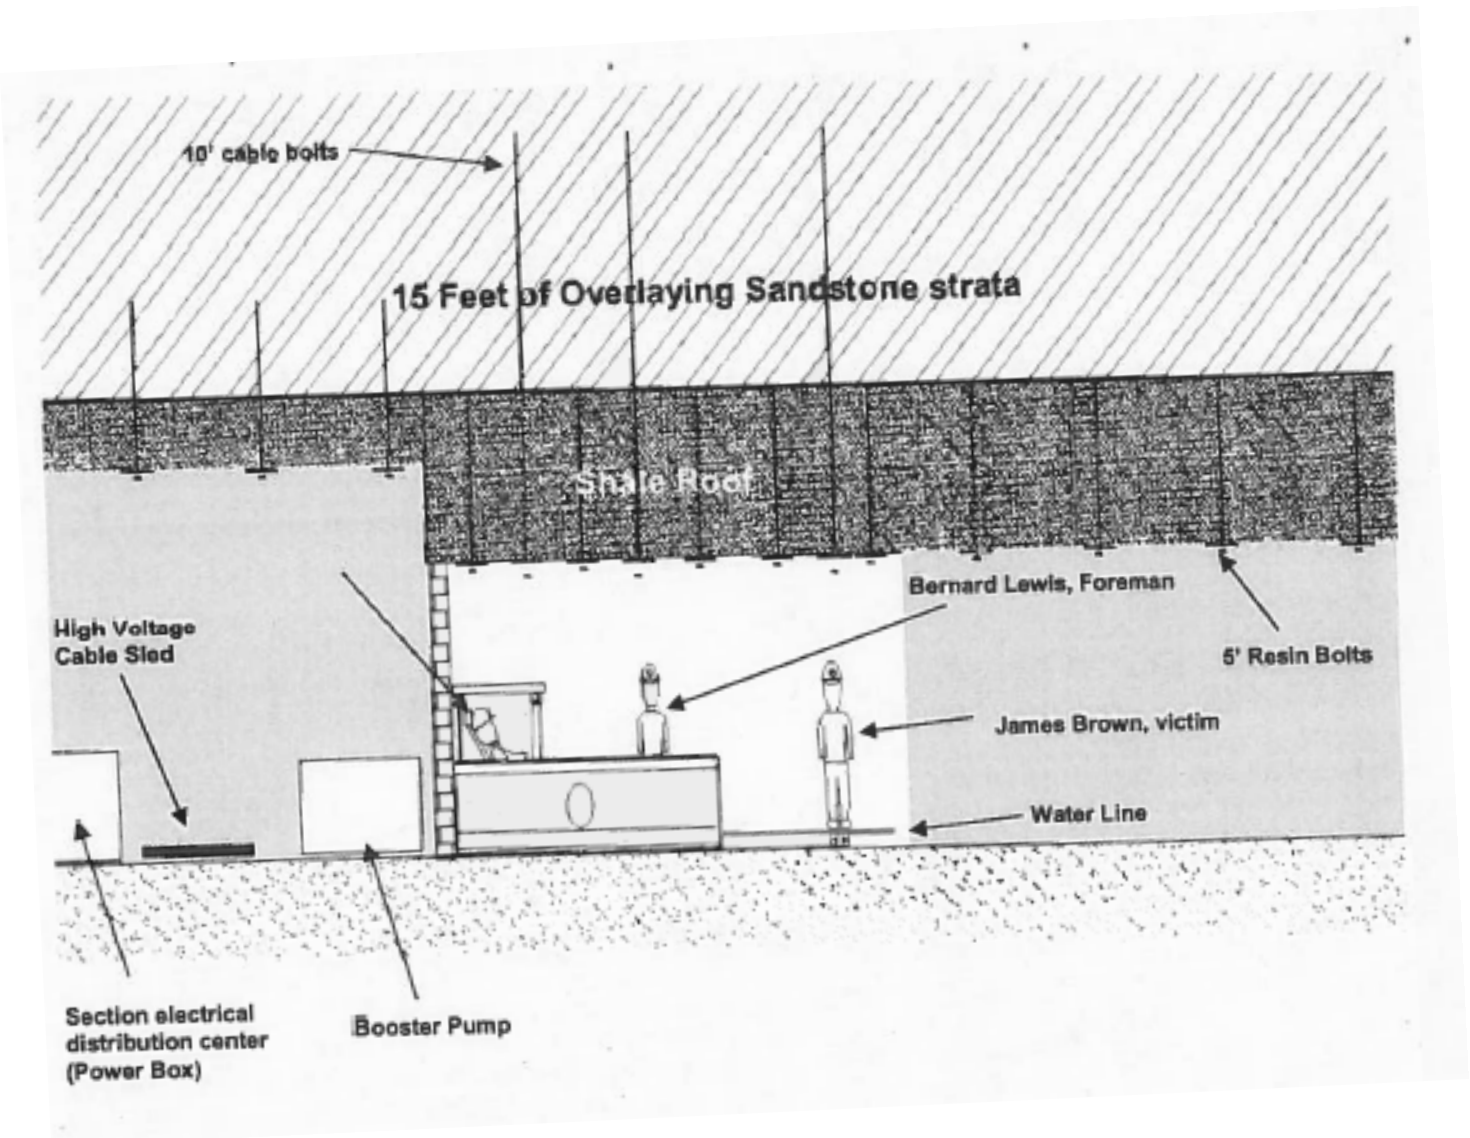 10' cable bolts
15 Feet of Overlaying Sandstone strata
Shale Roof
Bernard Lewis, Foreman
High Voltage
Cable Sled
5' Resin Bolts
James Brown, victim
Water Line
Section electrical
distribution center
(Power Box)
Booster Pump